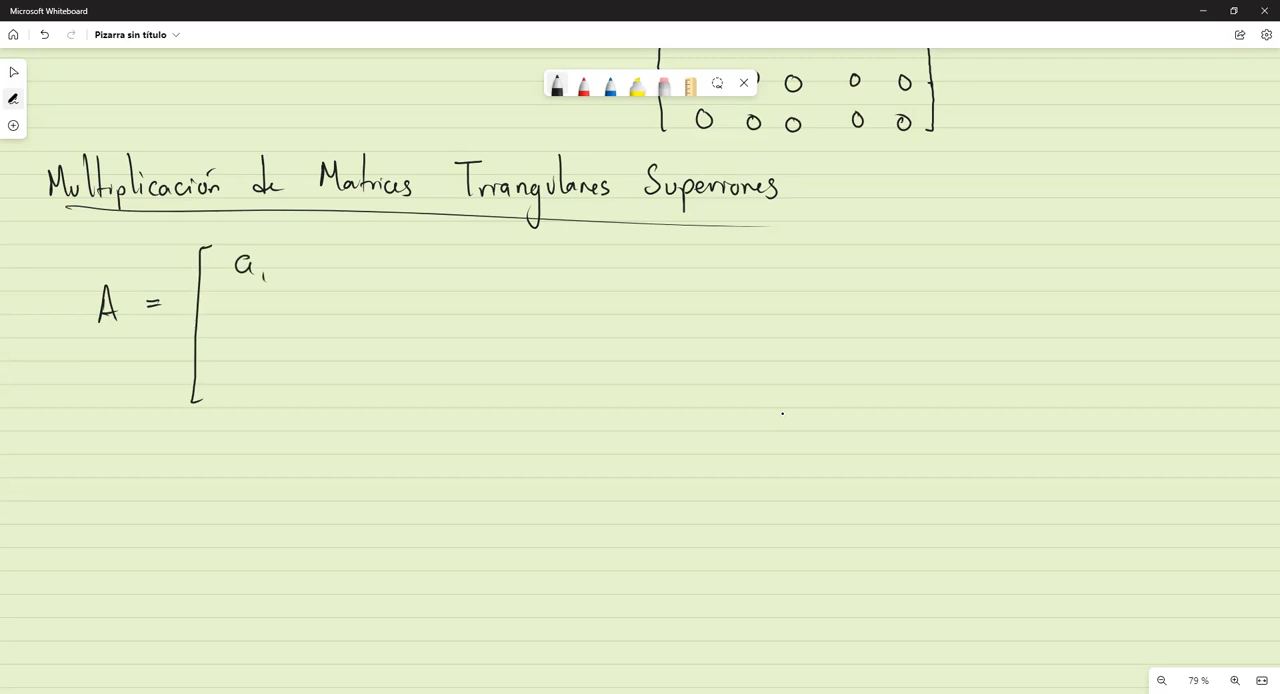 Microsoft Whiteboard
Pizarra sin título
0 0 0
0 0 0 0 0
Multiplicación de Matrices Triangulares Superiores
A = [ a₁
79 %